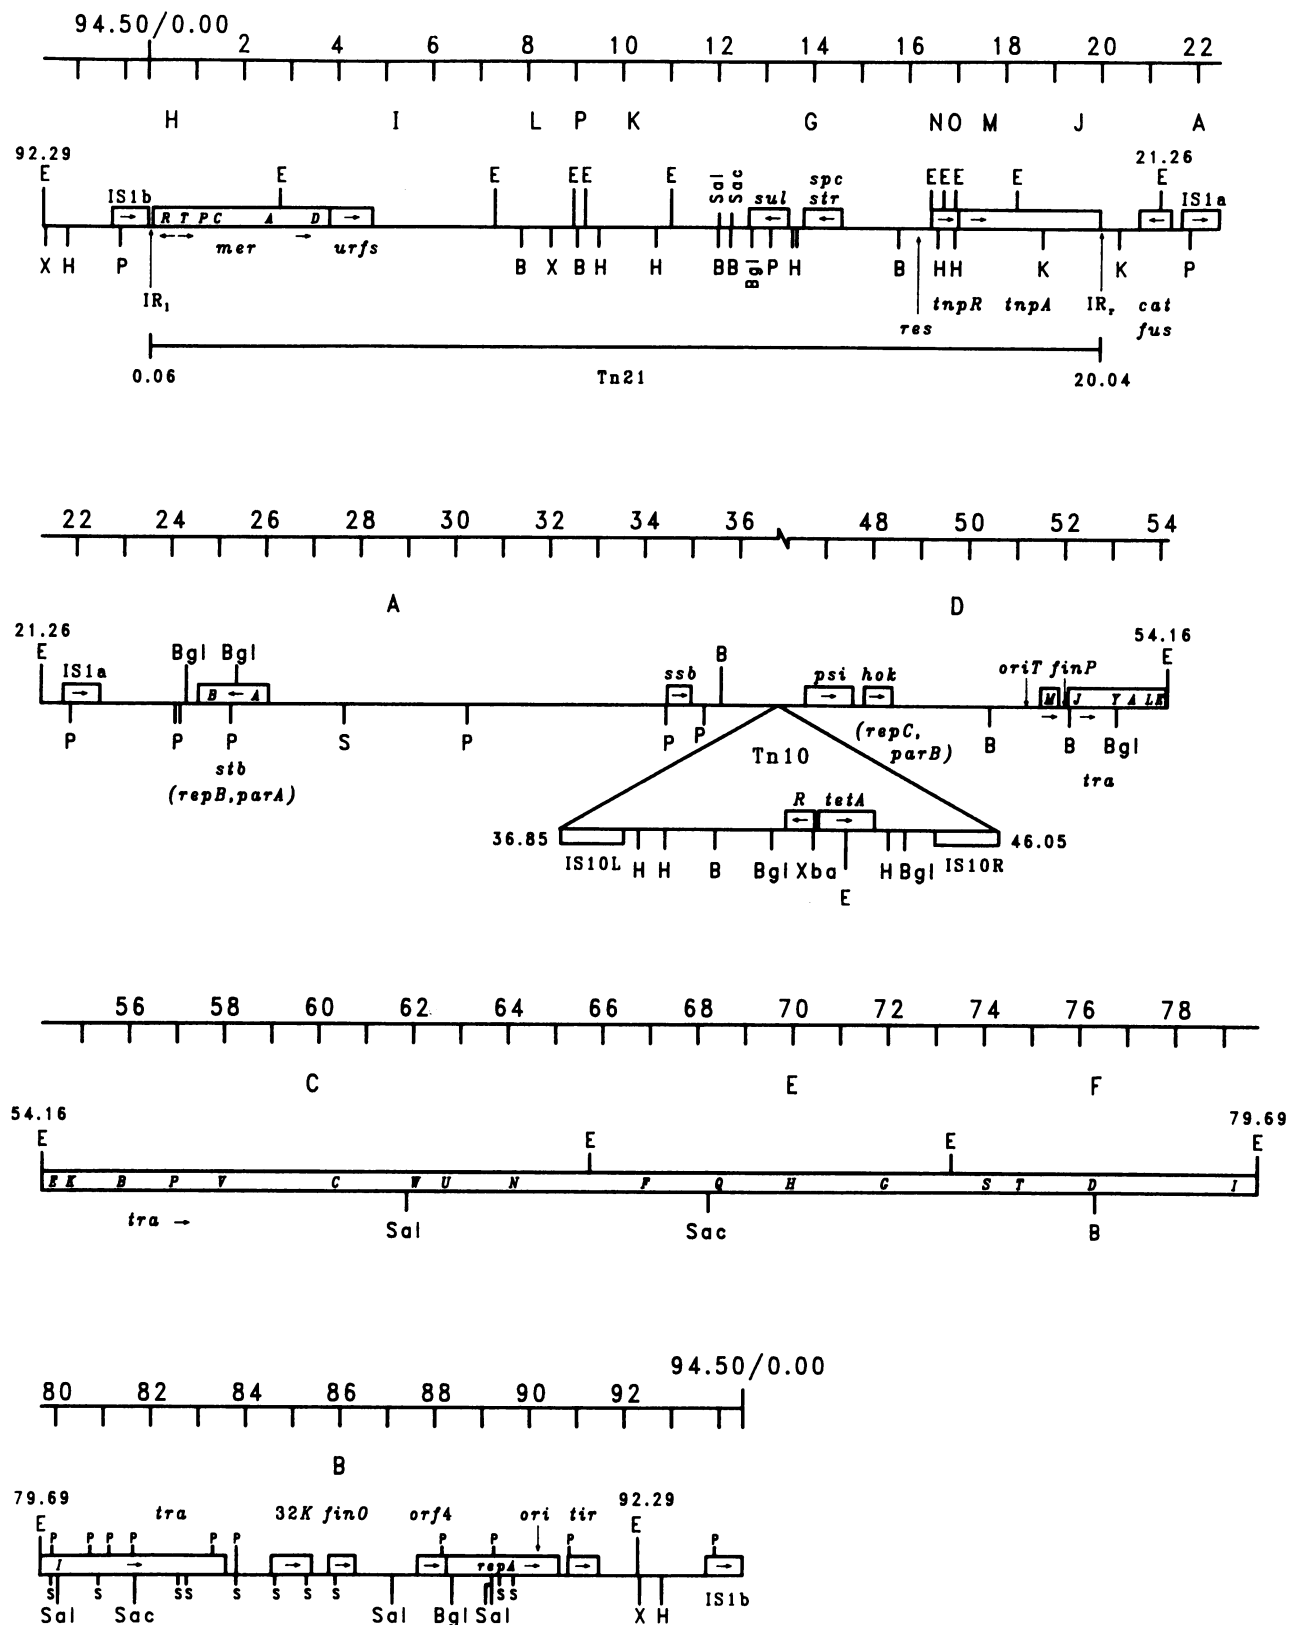 94.50/0.00 2 4 6 8 10 12 14 16 18 20 22
H I L P K G N O M J A
92.29 21.26
E IS1b E E E E E Sal Sac sul spc str E E E E E IS1a
R T P C A D
mer urfs
X H P B X B H H B B Bgl P H B H H K K P
IR₁ res tnpR tnpA IRᵣ cat
fus
0.06 Tn21 20.04
22 24 26 28 30 32 34 36 48 50 52 54
A D
21.26 54.16
E IS1a Bgl Bgl ssb B psi hok oriT finP E
B A M J Y A L E
P P P S P P P (repC, parB) B B Bgl
stb Tn10 tra
(repB,parA)
R tetA
36.85 46.05
IS10L H H B Bgl Xba H Bgl IS10R
E
56 58 60 62 64 66 68 70 72 74 76 78
C E F
54.16 79.69
E E E E
E K B P V C W U N F Q H G S T D I
tra Sal Sac B
94.50/0.00
80 82 84 86 88 90 92
B
79.69 tra 32K finO orf4 ori tir 92.29
E P P P P P P P P P E P
I repA
S S S S S S S S S S
Sal Sac Sal Bgl Sal X H IS1b